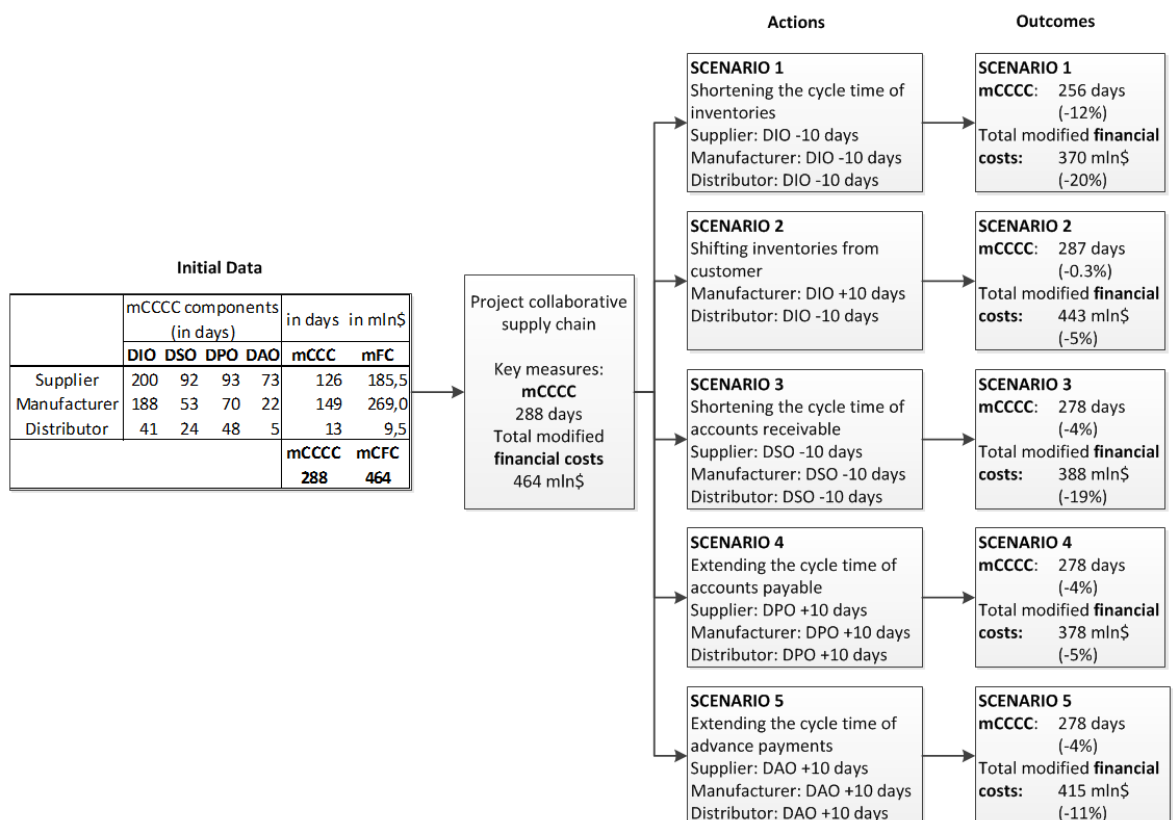 Actions
Outcomes
Initial Data
mCCCC components
(in days)
in days in mln$
DIO DSO DPO DAO mCCC mFC
Supplier 200 92 93 73 126 185,5
Manufacturer 188 53 70 22 149 269,0
Distributor 41 24 48 5 13 9,5
mCCCC mCFC
288 464
Project collaborative
supply chain
Key measures:
mCCCC
288 days
Total modified
financial costs
464 mln$
SCENARIO 1
Shortening the cycle time of
inventories
Supplier: DIO -10 days
Manufacturer: DIO -10 days
Distributor: DIO -10 days
SCENARIO 1
mCCCC: 256 days
(-12%)
Total modified financial
costs: 370 mln$
(-20%)
SCENARIO 2
Shifting inventories from
customer
Manufacturer: DIO +10 days
Distributor: DIO -10 days
SCENARIO 2
mCCCC: 287 days
(-0.3%)
Total modified financial
costs: 443 mln$
(-5%)
SCENARIO 3
Shortening the cycle time of
accounts receivable
Supplier: DSO -10 days
Manufacturer: DSO -10 days
Distributor: DSO -10 days
SCENARIO 3
mCCCC: 278 days
(-4%)
Total modified financial
costs: 388 mln$
(-19%)
SCENARIO 4
Extending the cycle time of
accounts payable
Supplier: DPO +10 days
Manufacturer: DPO +10 days
Distributor: DPO +10 days
SCENARIO 4
mCCCC: 278 days
(-4%)
Total modified financial
costs: 378 mln$
(-5%)
SCENARIO 5
Extending the cycle time of
advance payments
Supplier: DAO +10 days
Manufacturer: DAO +10 days
Distributor: DAO +10 days
SCENARIO 5
mCCCC: 278 days
(-4%)
Total modified financial
costs: 415 mln$
(-11%)